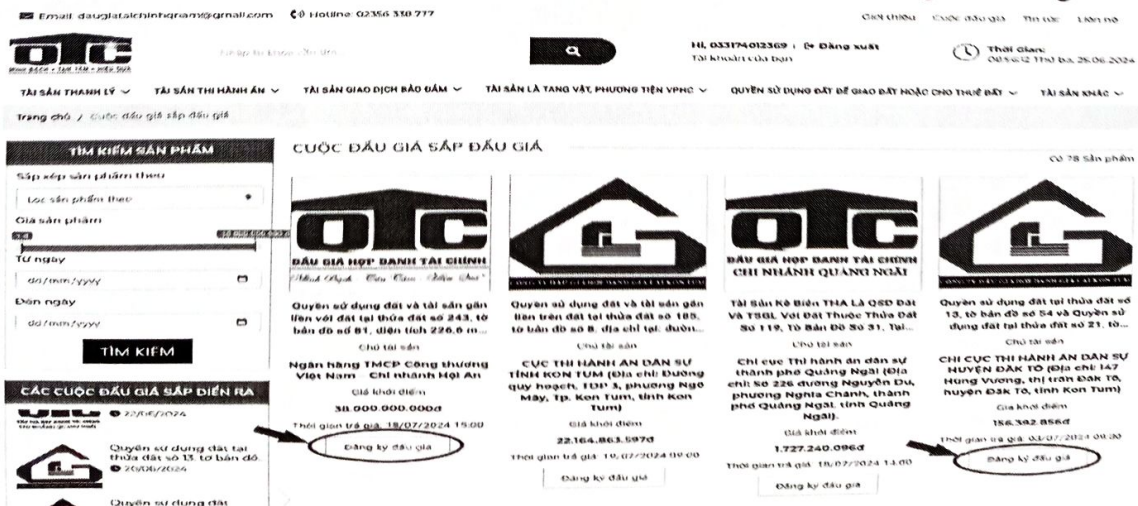 Email: daugiataichinhqnam@gmail.com
Hotline: 02356 338 777
Giới thiệu
Cuộc đấu giá
Tin tức
Liên hệ
OTC
Hi, 033174012369
Đăng xuất
Tài khoản của bạn
Thời Gian:
Thứ ba, 25.06.2024
TÀI SẢN THANH LÝ
TÀI SẢN THI HÀNH ÁN
TÀI SẢN GIAO DỊCH BẢO ĐẢM
TÀI SẢN LÀ TANG VẬT, PHƯƠNG TIỆN VPHC
QUYỀN SỬ DỤNG ĐẤT ĐỂ GIAO ĐẤT HOẶC CHO THUÊ ĐẤT
TÀI SẢN KHÁC
Trang chủ / Cuộc đấu giá sắp đấu giá
TÌM KIẾM SẢN PHẨM
Sắp xếp sản phẩm theo
Lọc sản phẩm theo
Giá sản phẩm
Từ ngày
dd/mm/yyyy
Đến ngày
dd/mm/yyyy
TÌM KIẾM
CÁC CUỘC ĐẤU GIÁ SẮP DIỄN RA
Quyền sử dụng đất tại
thửa đất số 13, tờ bản đồ.
Quyền sử dụng đất
CUỘC ĐẤU GIÁ SẮP ĐẤU GIÁ
Có 78 Sản phẩm
OTC
ĐẤU GIÁ HỢP DANH TÀI CHÍNH
Quyền sử dụng đất và tài sản gắn
liền với đất tại thửa đất số 243, tờ
bản đồ số 81, diện tích 226,6 m...
Chủ tài sản
Ngân hàng TMCP Công thương
Việt Nam - Chi nhánh Hội An
Giá khởi điểm
38.000.000.000đ
Thời gian trả giá: 18/07/2024 15:00
Đăng ký đấu giá
Quyền sử dụng đất và tài sản gắn
liền trên đất tại thửa đất số 185,
tờ bản đồ số 8, địa chỉ tại: đườn...
Chủ tài sản
CỤC THI HÀNH ÁN DÂN SỰ
TỈNH KON TUM (Địa chỉ: Đường
quy hoạch, TDP 3, phường Ngô
Mây, Tp. Kon Tum, tỉnh Kon
Tum)
Giá khởi điểm
22.164.863.597đ
Thời gian trả giá: 19/07/2024 09:00
Đăng ký đấu giá
OTC
ĐẤU GIÁ HỢP DANH TÀI CHÍNH
CHI NHÁNH QUẢNG NGÃI
Tài Sản Kê Biên THA Là QSD Đất
Và TSGL Với Đất Thuộc Thửa Đất
Số 119, Tờ Bản Đồ Số 31, Tại...
Chủ tài sản
Chi cục Thi hành án dân sự
thành phố Quảng Ngãi (Địa
chỉ: Số 226 đường Nguyễn Du,
phường Nghĩa Chánh, thành
phố Quảng Ngãi, tỉnh Quảng
Ngãi).
Giá khởi điểm
1.727.240.096đ
Thời gian trả giá: 18/07/2024 14:00
Đăng ký đấu giá
Quyền sử dụng đất tại thửa đất số
13, tờ bản đồ số 54 và Quyền sử
dụng đất tại thửa đất số 21, tờ...
Chủ tài sản
CHI CỤC THI HÀNH ÁN DÂN SỰ
HUYỆN ĐĂK TÔ (Địa chỉ: 147
Hùng Vương, thị trấn Đăk Tô,
huyện Đăk Tô, tỉnh Kon Tum)
Giá khởi điểm
156.392.856đ
Thời gian trả giá: 03/07/2024 09:30
Đăng ký đấu giá